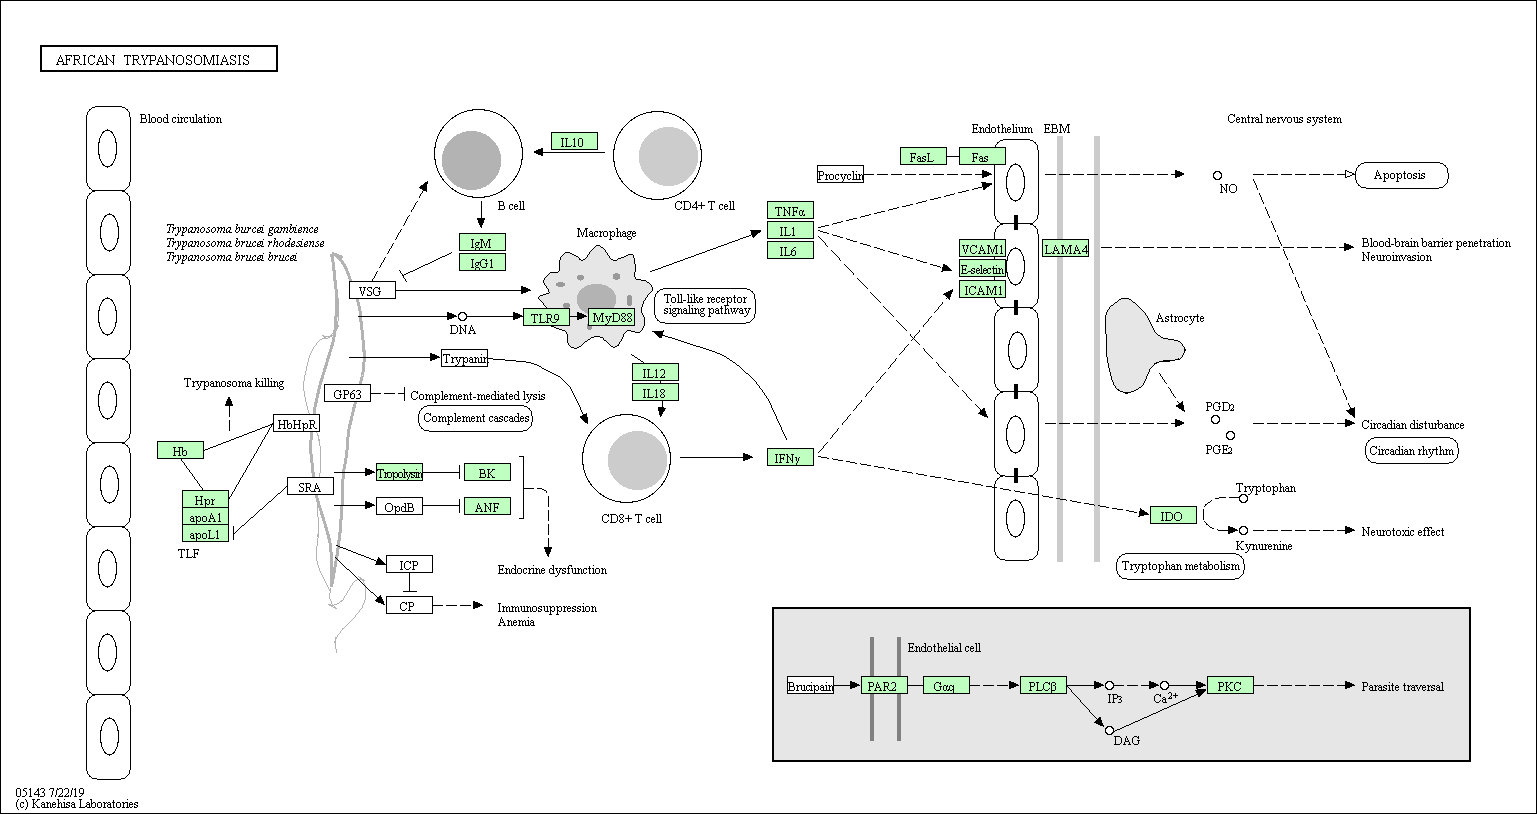 AFRICAN TRYPANOSOMIASIS
Blood circulation
Trypanosoma burcei gambience
Trypanosoma brucei rhodesiense
Trypanosoma brucei brucei
IL10
B cell
CD4+ T cell
IgM
IgG1
VSG
Macrophage
DNA
TLR9
MyD88
Toll-like receptor
signaling pathway
Trypanin
GP63
Complement-mediated lysis
Complement cascades
IL12
IL18
Trypanosoma killing
HbHpR
Hb
Hpr
apoA1
apoL1
TLF
SRA
Tropolysin
BK
OpdB
ANF
CD8+ T cell
Endocrine dysfunction
ICP
CP
Immunosuppression
Anemia
Procyclin
TNFα
IL1
IL6
IFNγ
Endothelium
EBM
FasL
Fas
VCAM1
E-selectin
ICAM1
LAMA4
Central nervous system
NO
Apoptosis
Blood-brain barrier penetration
Neuroinvasion
Astrocyte
PGD2
PGE2
Circadian disturbance
Circadian rhythm
Tryptophan
IDO
Kynurenine
Neurotoxic effect
Tryptophan metabolism
Endothelial cell
Brucipain
PAR2
Gαq
PLCβ
IP3
Ca2+
PKC
DAG
Parasite traversal
05143 7/22/19
(c) Kanehisa Laboratories